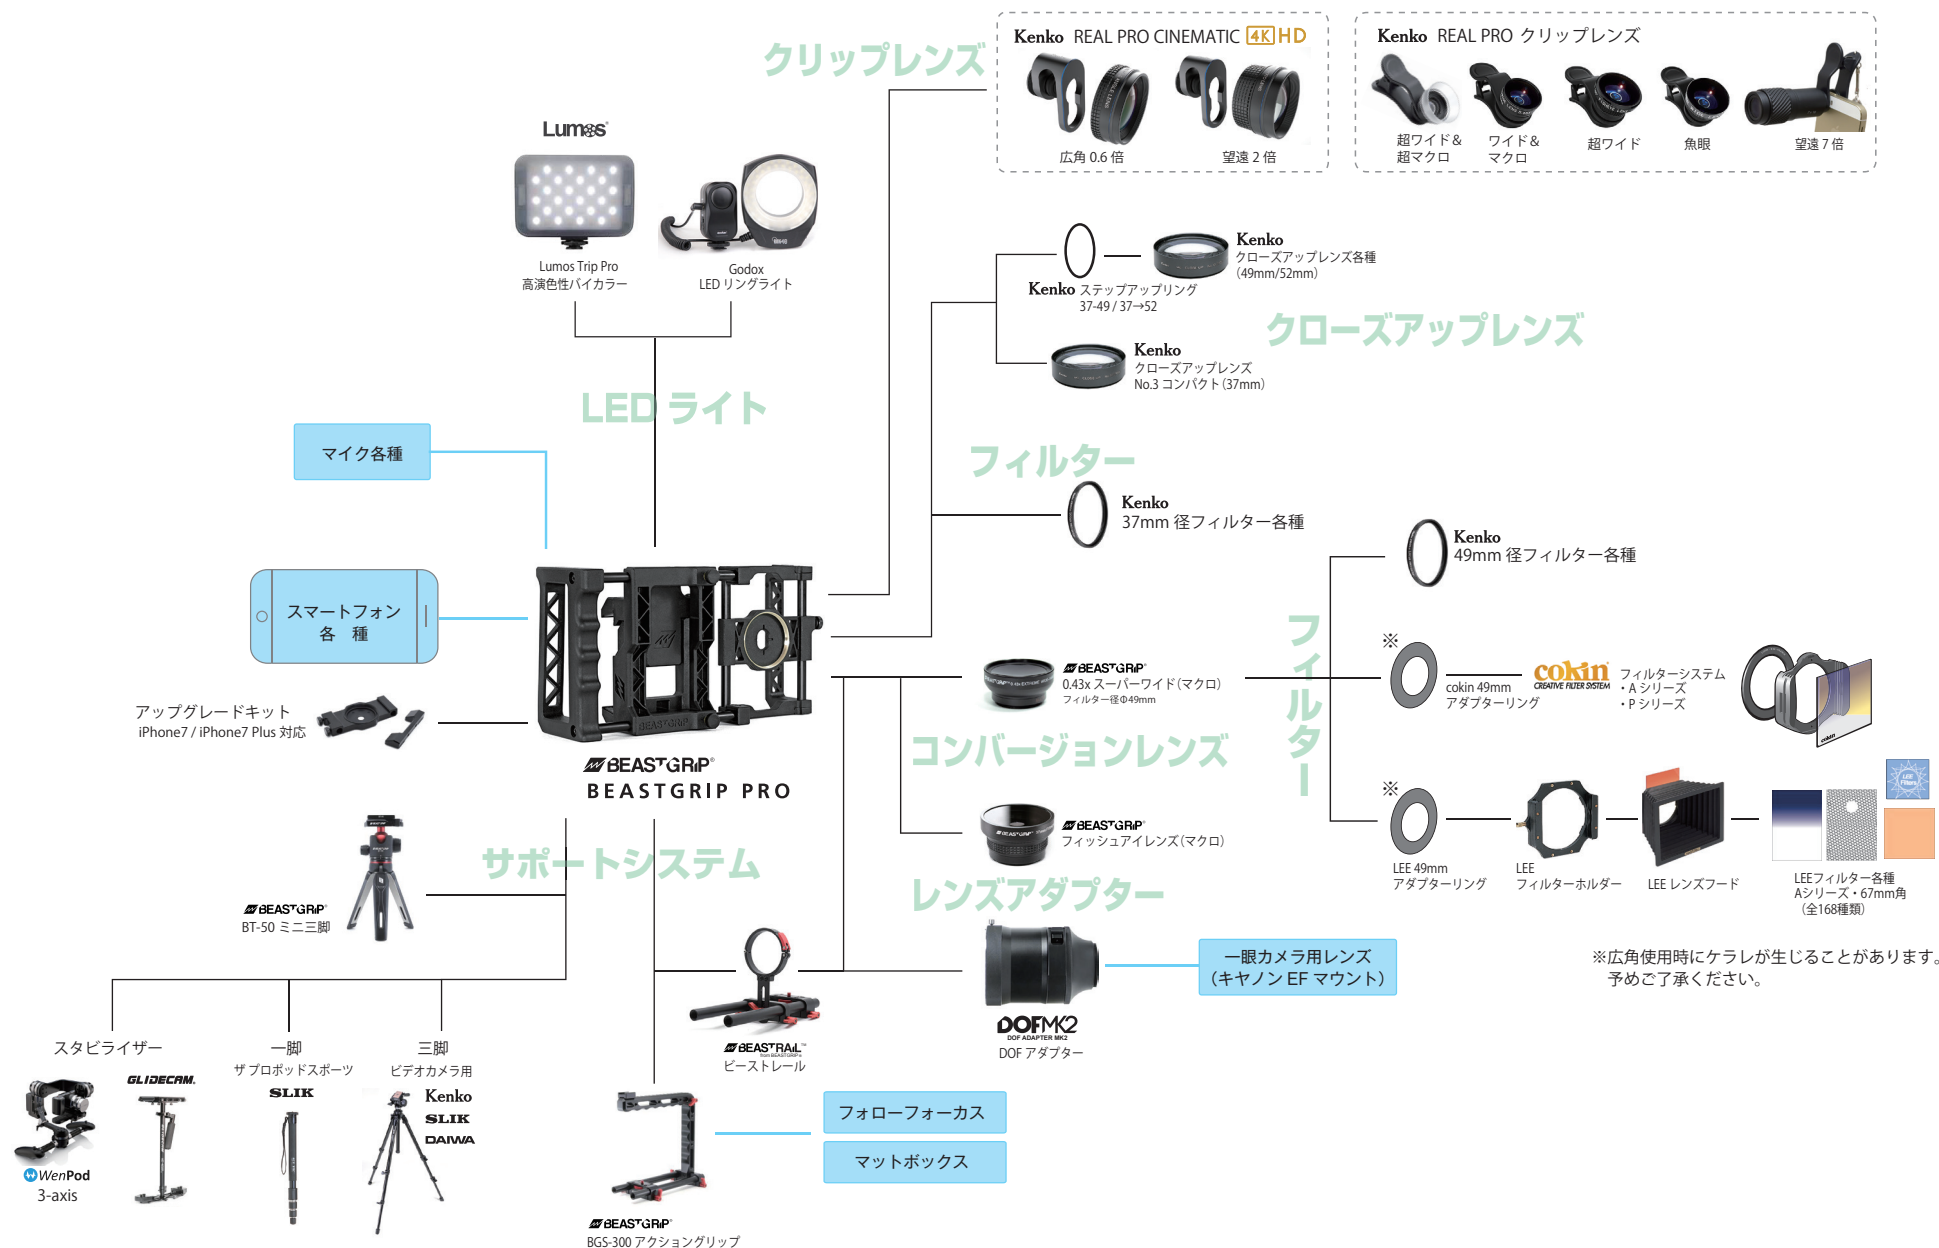 クリップレンズ
Kenko REAL PRO CINEMATIC 4K HD
広角 0.6 倍
望遠 2 倍
Kenko REAL PRO クリップレンズ
超ワイド＆
超マクロ
ワイド＆
マクロ
超ワイド
魚眼
望遠 7 倍
Lumos
Lumos Trip Pro
高演色性バイカラー
Godox
LED リングライト
LED ライト
Kenko ステップアップリング
37-49 / 37→52
Kenko
クローズアップレンズ各種
(49mm/52mm)
クローズアップレンズ
Kenko
クローズアップレンズ
No.3 コンパクト(37mm)
フィルター
Kenko
37mm 径フィルター各種
マイク各種
スマートフォン
各　種
アップグレードキット
iPhone7 / iPhone7 Plus 対応
BEASTGRIP
BEASTGRIP®
BEASTGRIP PRO
BEASTGRIP®
0.43x スーパーワイド(マクロ)
フィルター径Φ49mm
コンバージョンレンズ
BEASTGRIP®
フィッシュアイレンズ(マクロ)
フィルター
Kenko
49mm 径フィルター各種
※
cokin 49mm
アダプターリング
cokin
CREATIVE FILTER SYSTEM
フィルターシステム
・A シリーズ
・P シリーズ
cokin
※
LEE 49mm
アダプターリング
LEE
フィルターホルダー
LEE レンズフード
LEE
Filters
LEEフィルター各種
Aシリーズ・67mm角
(全168種類)
※広角使用時にケラレが生じることがあります。
予めご了承ください。
サポートシステム
BEASTGRIP®
BT-50 ミニ三脚
レンズアダプター
DOFMK2
DOF ADAPTER MK2
DOF アダプター
一眼カメラ用レンズ
(キヤノン EF マウント)
BEASTRAIL™
from BEASTGRIP®
ビーストレール
スタビライザー
GLIDECAM.
WenPod
3-axis
一脚
ザ プロポッドスポーツ
SLIK
三脚
ビデオカメラ用
Kenko
SLIK
DAIWA
フォローフォーカス
マットボックス
BEASTGRIP®
BGS-300 アクショングリップ